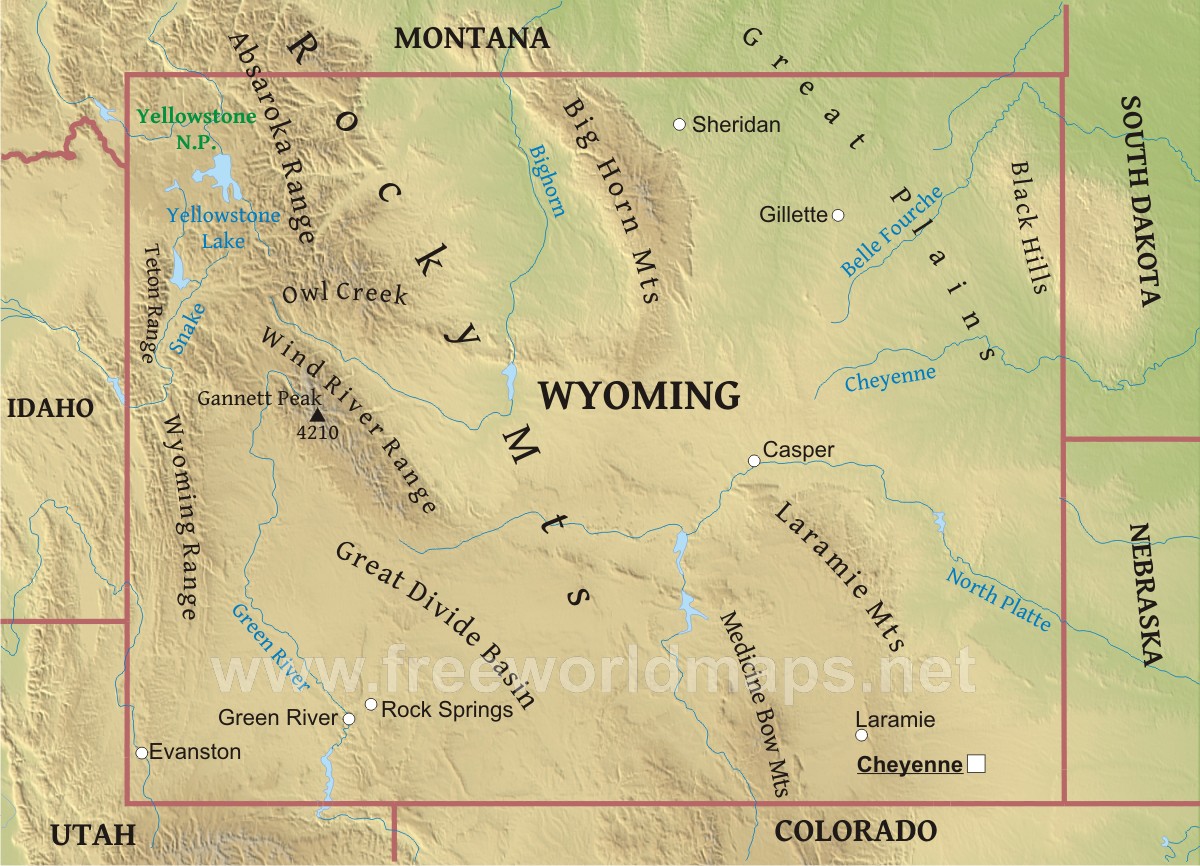 MONTANA
Rocky Mts
Great Plains
Absaroka Range
Yellowstone
N.P.
Big Horn Mts
Sheridan
SOUTH DAKOTA
Bighorn
Black Hills
Gillette
Belle Fourche
Yellowstone
Lake
Teton Range
Snake
Owl Creek
Wind River Range
Cheyenne
WYOMING
IDAHO
Gannett Peak
4210
Wyoming Range
Casper
Laramie Mts
North Platte
NEBRASKA
Great Divide Basin
Green River
Medicine Bow Mts
www.freeworldmaps.net
Green River
Rock Springs
Laramie
Evanston
Cheyenne
UTAH
COLORADO